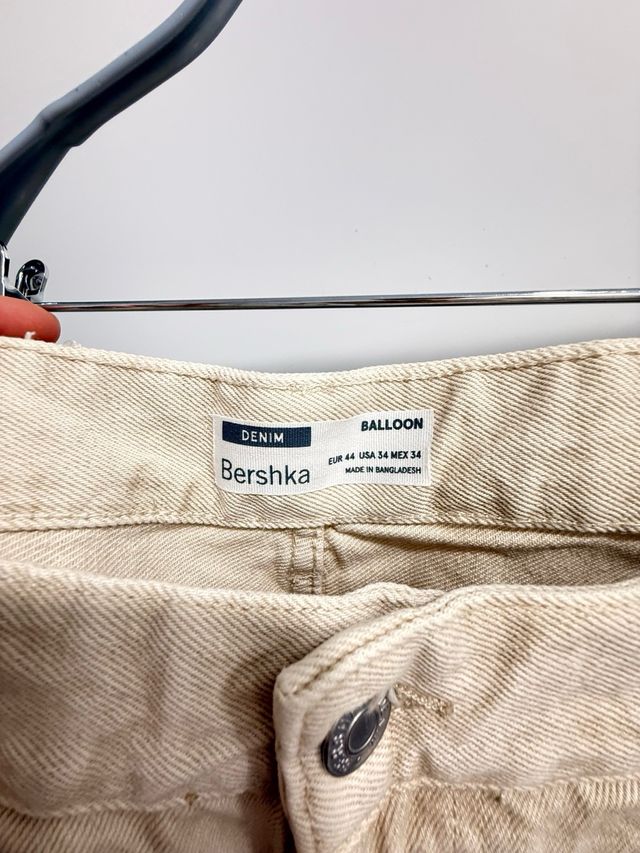 DENIM
BALLOON
Bershka
EUR 44 USA 34 MEX 34
MADE IN BANGLADESH